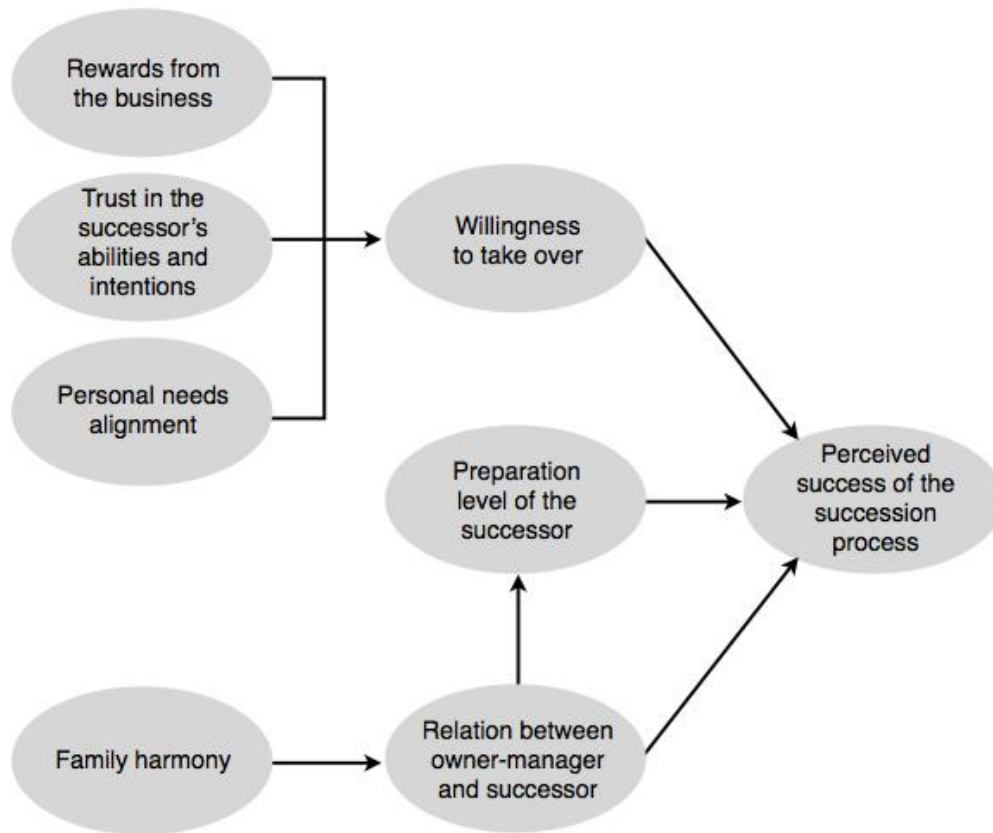 Rewards from
the business
Trust in the
successor's
abilities and
intentions
Willingness
to take over
Personal needs
alignment
Preparation
level of the
successor
Perceived
success of the
succession
process
Family harmony
Relation between
owner-manager
and successor